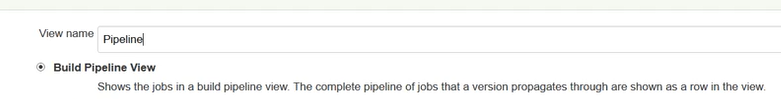 View name Pipeline
Build Pipeline View
Shows the jobs in a build pipeline view. The complete pipeline of jobs that a version propagates through are shown as a row in the view.